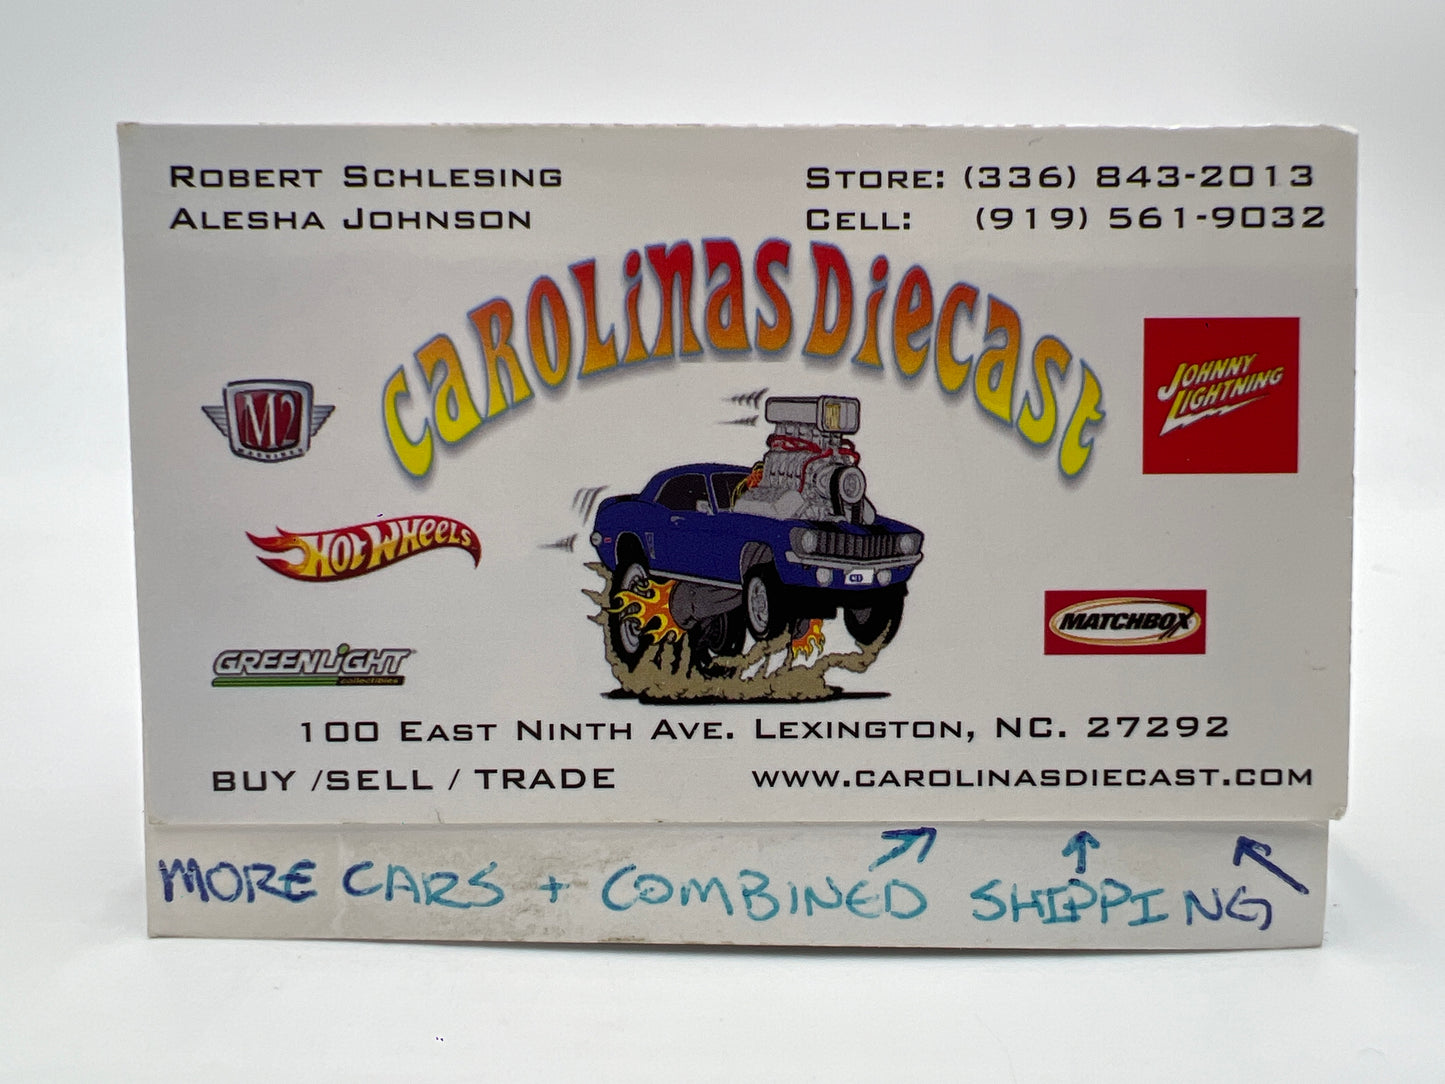 ROBERT SCHLESING
ALESHA JOHNSON
STORE: (336) 843-2013
CELL: (919) 561-9032
CAROLINAS DIECAST
M2
MACHINES
JOHNNY
LIGHTNING
HOT WHEELS
MATCHBOX
GREENLIGHT
collectibles
100 EAST NINTH AVE. LEXINGTON, NC. 27292
BUY /SELL / TRADE
WWW.CAROLINASDIECAST.COM
MORE CARS + COMBINED SHIPPING